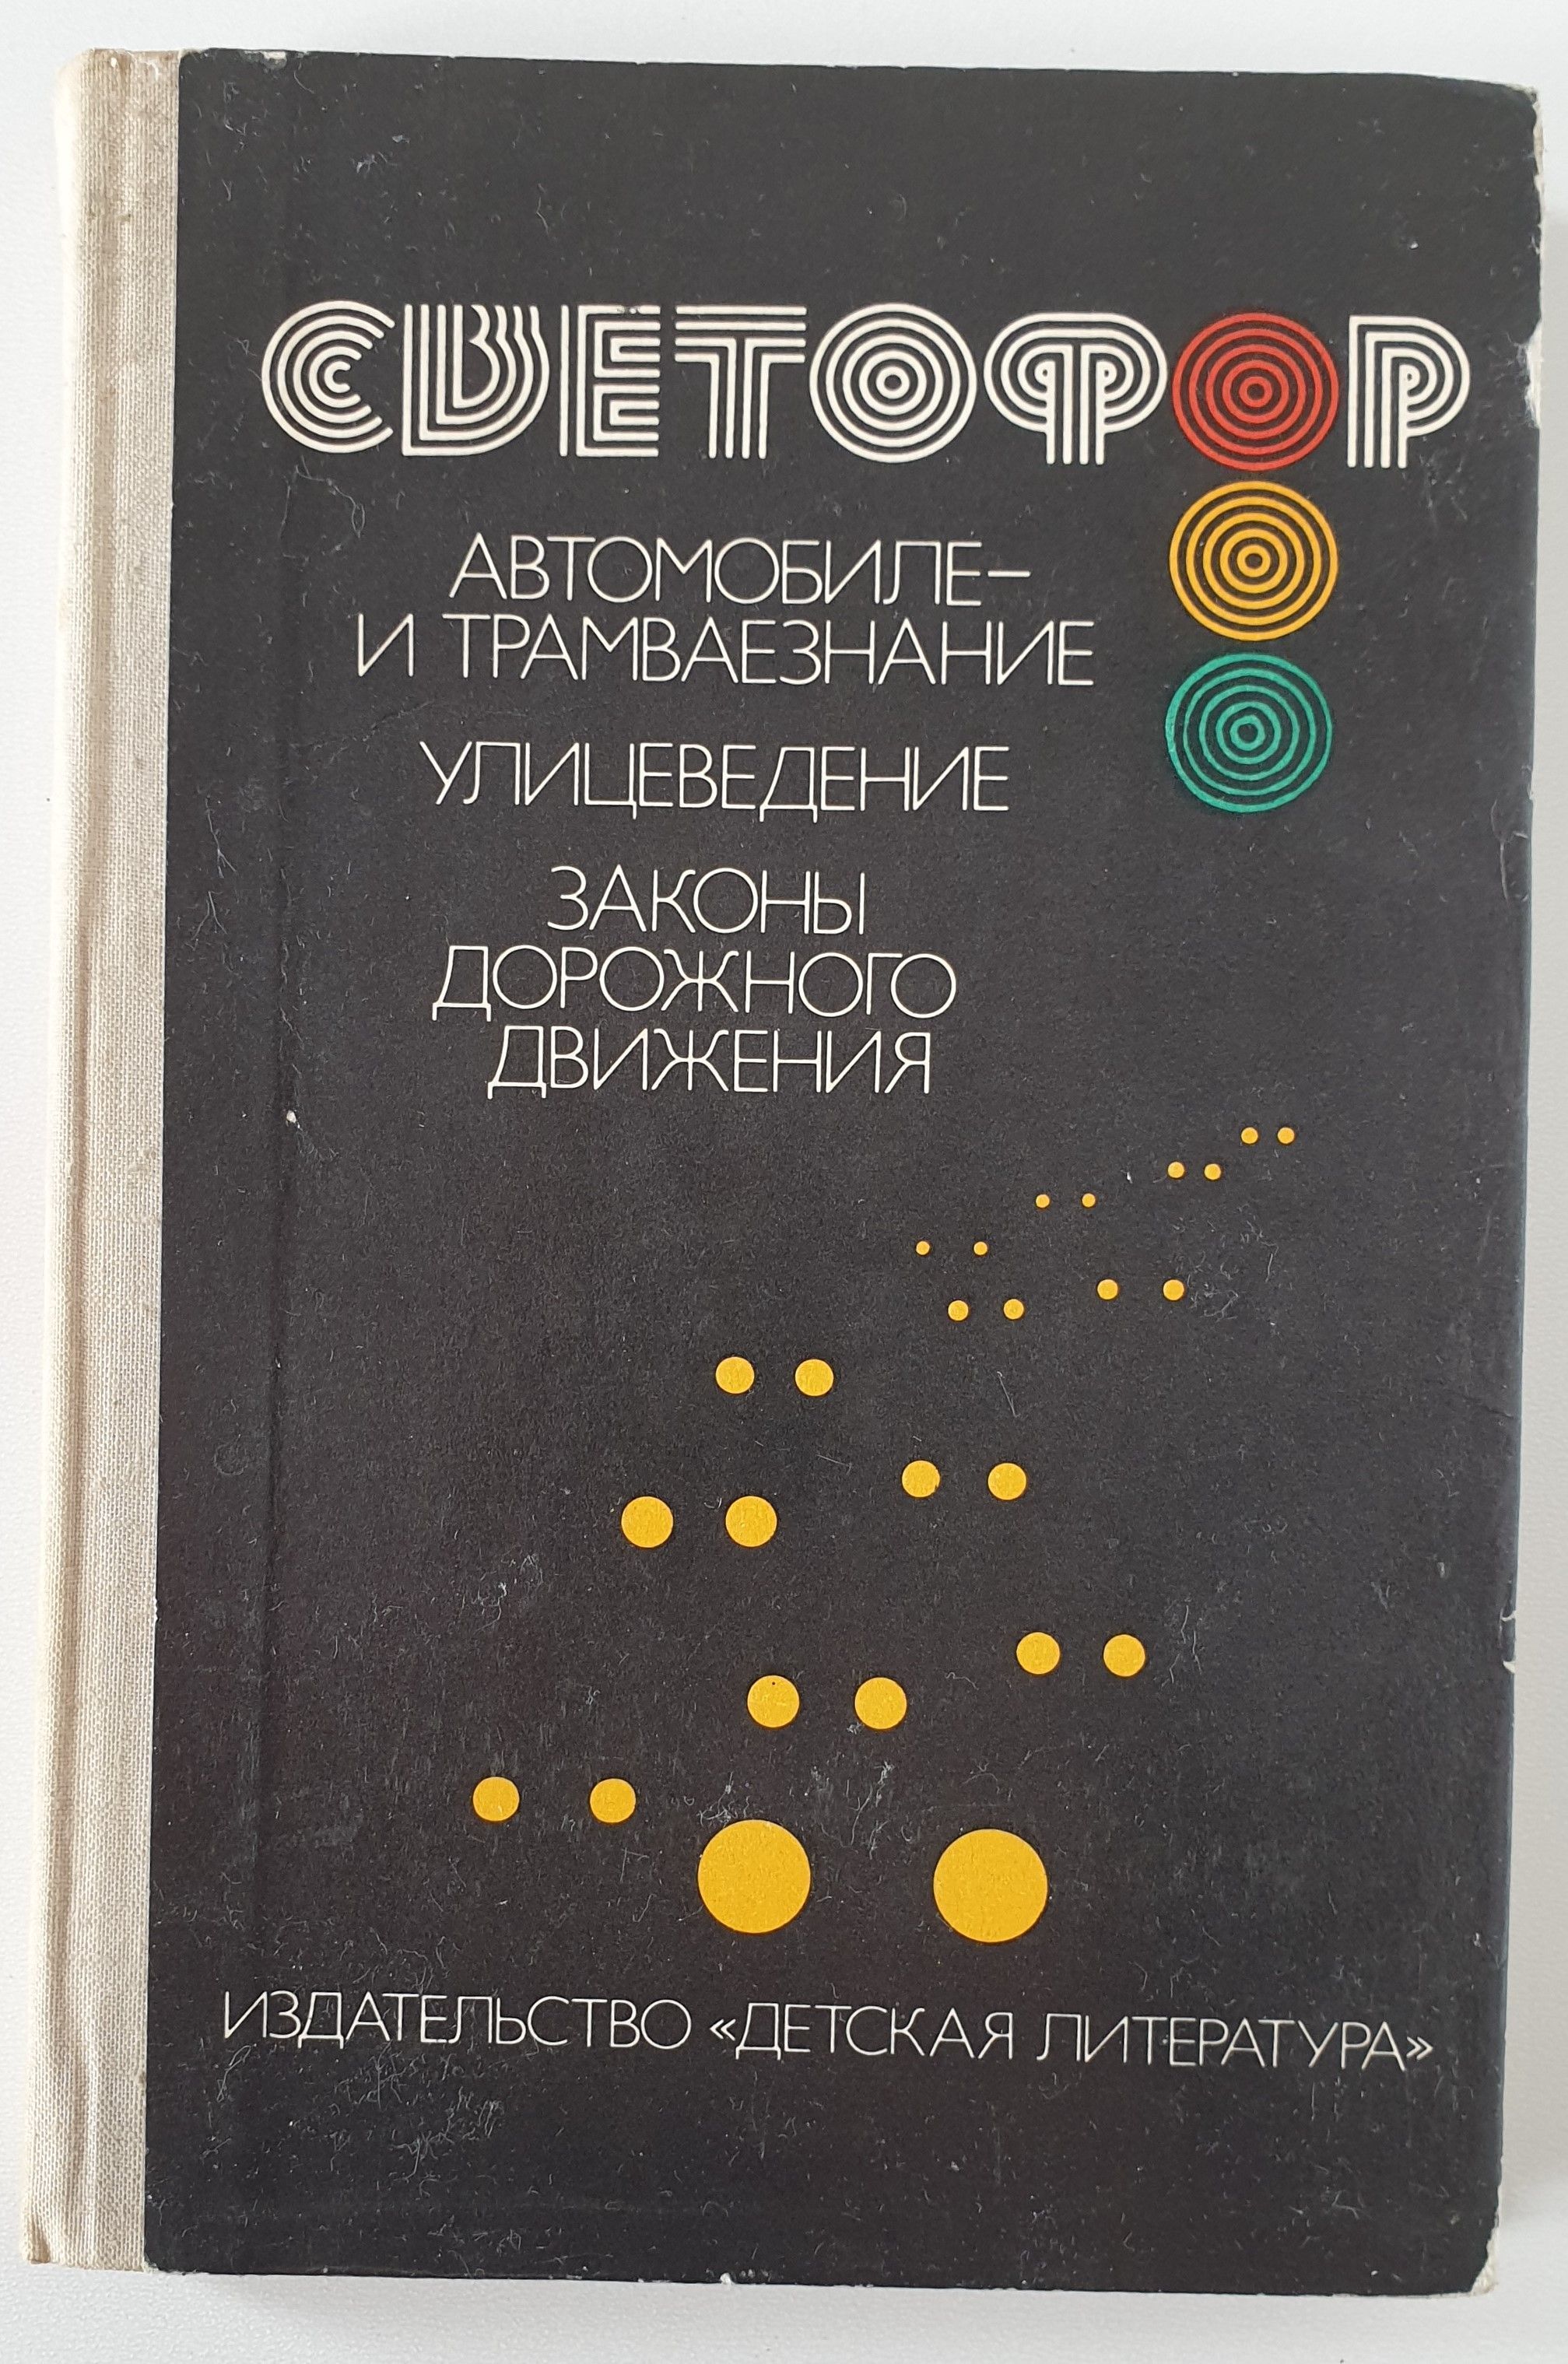 СВЕТОФОР
АВТОМОБИЛЕ-
И ТРАМВАЕЗНАНИЕ
УЛИЦЕВЕДЕНИЕ
ЗАКОНЫ
ДОРОЖНОГО
ДВИЖЕНИЯ
ИЗДАТЕЛЬСТВО «ДЕТСКАЯ ЛИТЕРАТУРА»